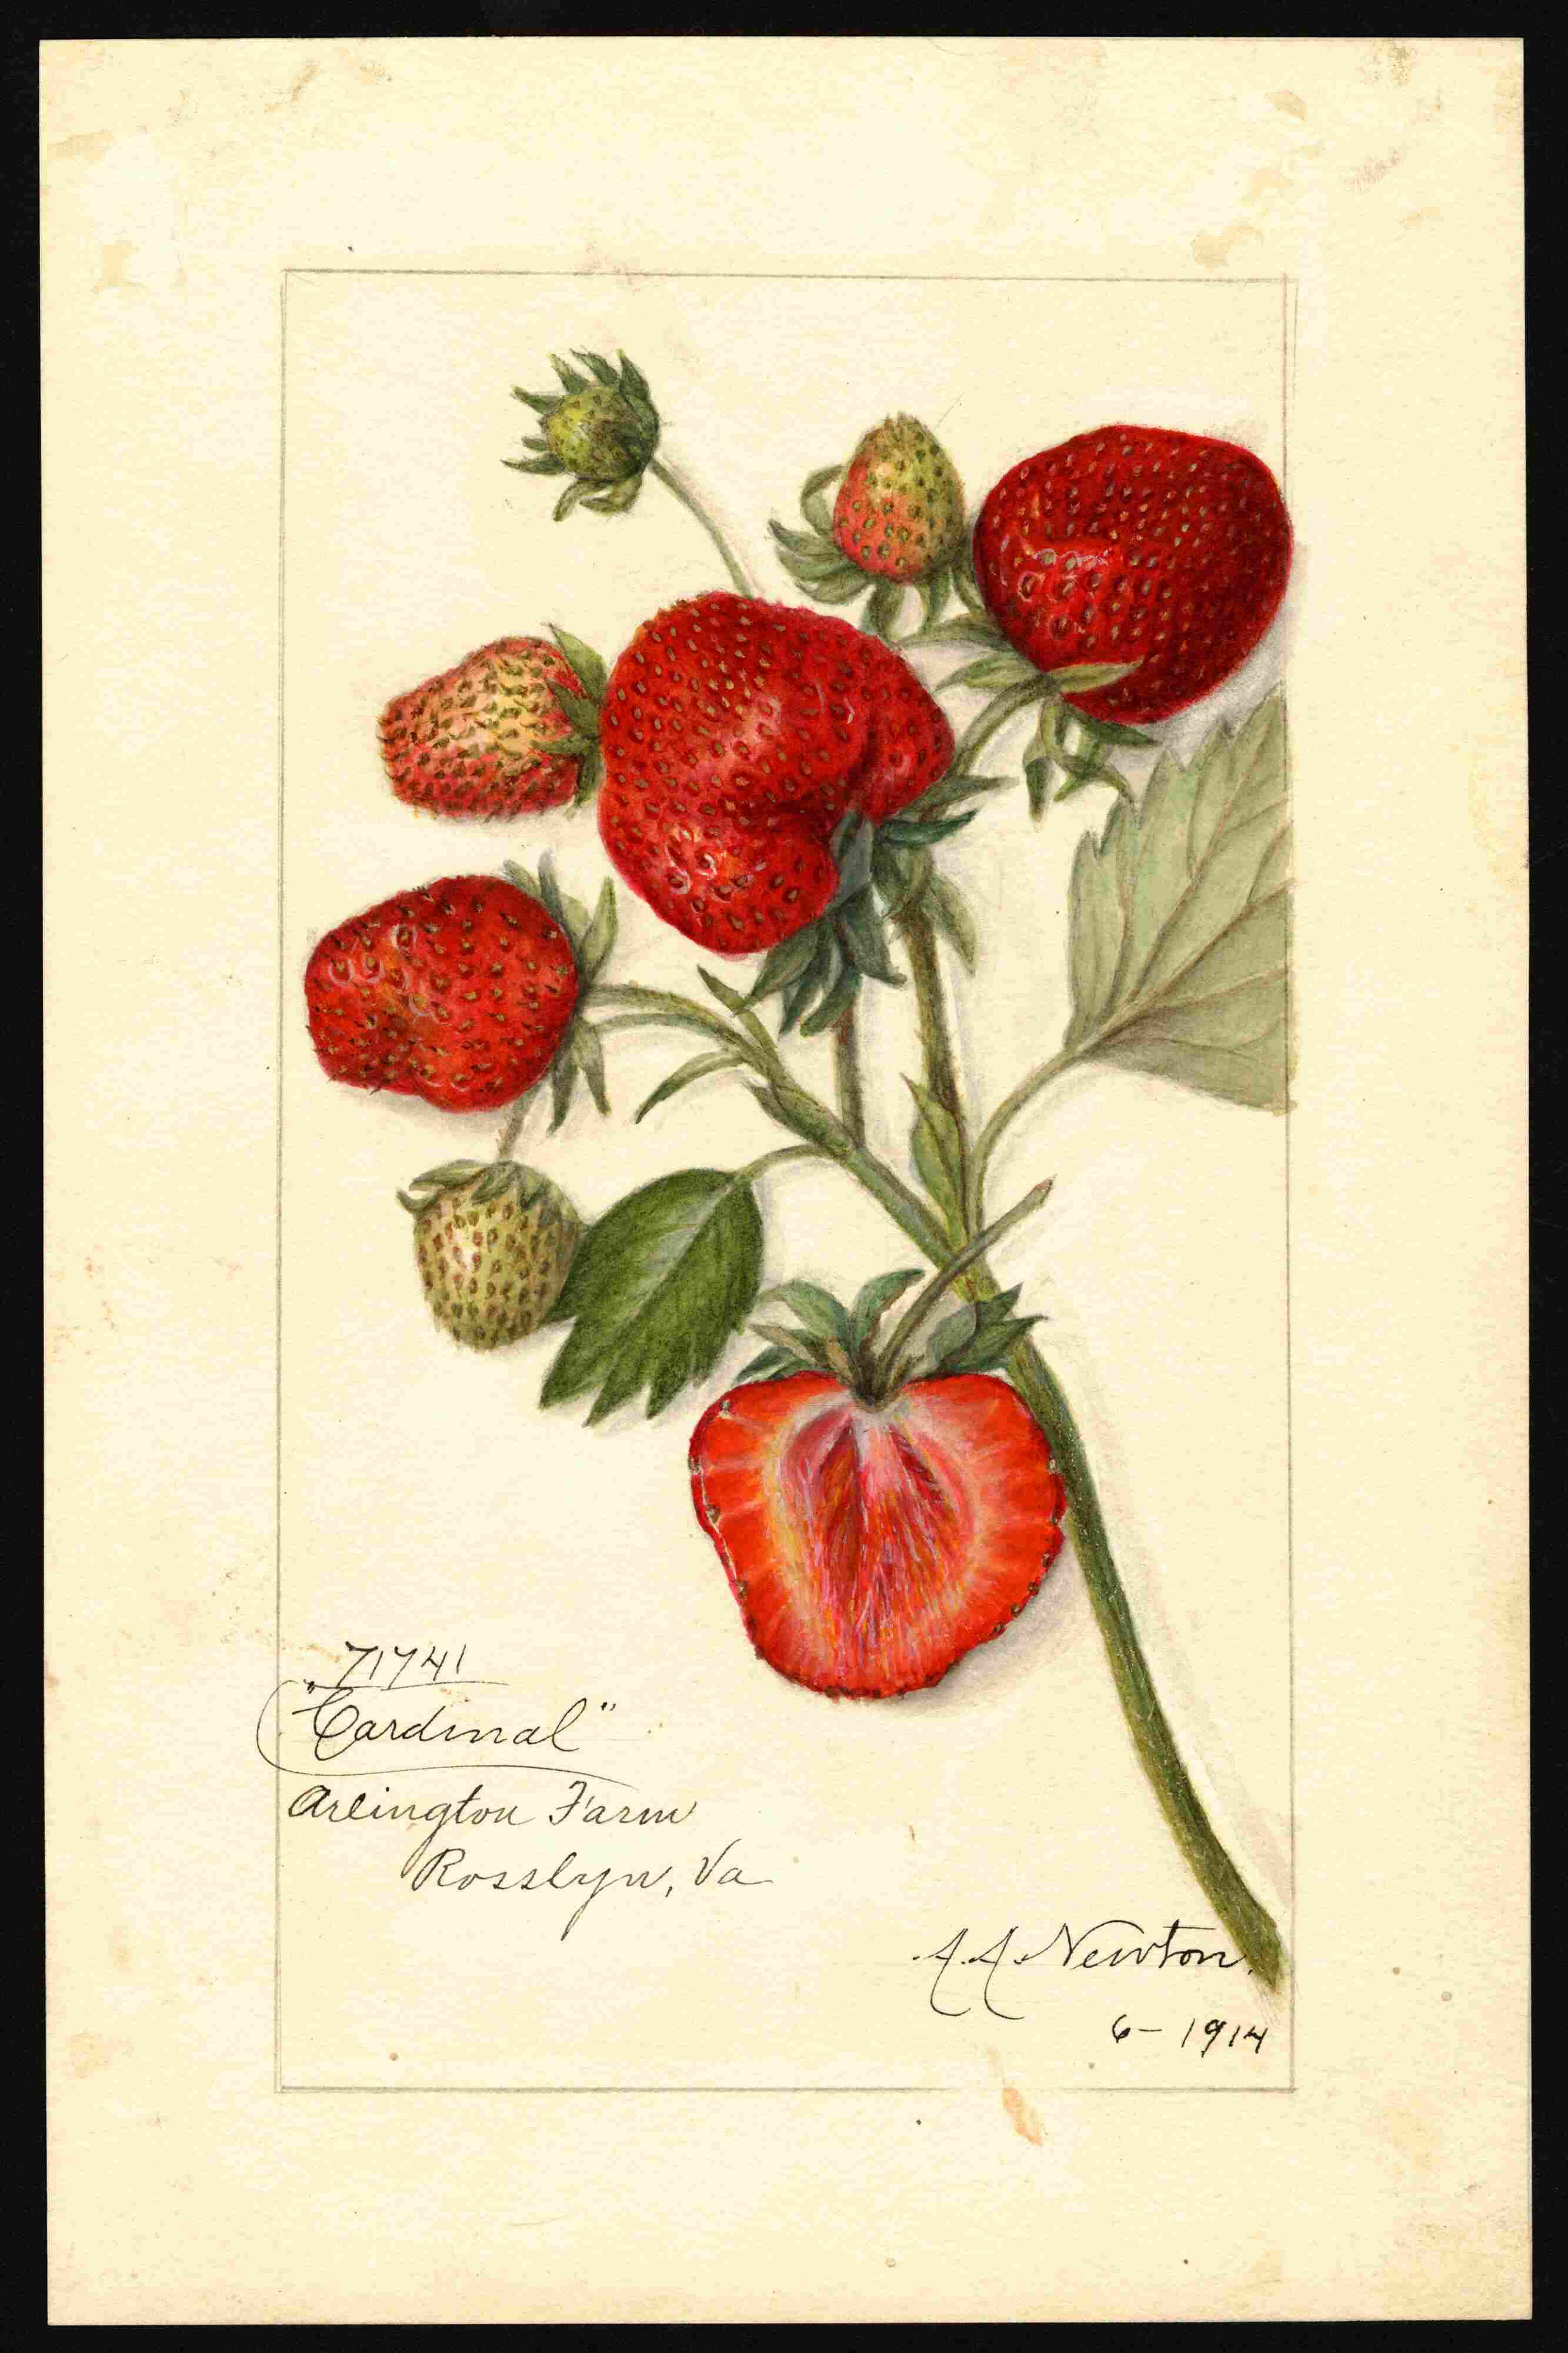 71741
"Cardinal"
Arlington Farm
Rosslyn, Va
A.A. Newton.
6-1914